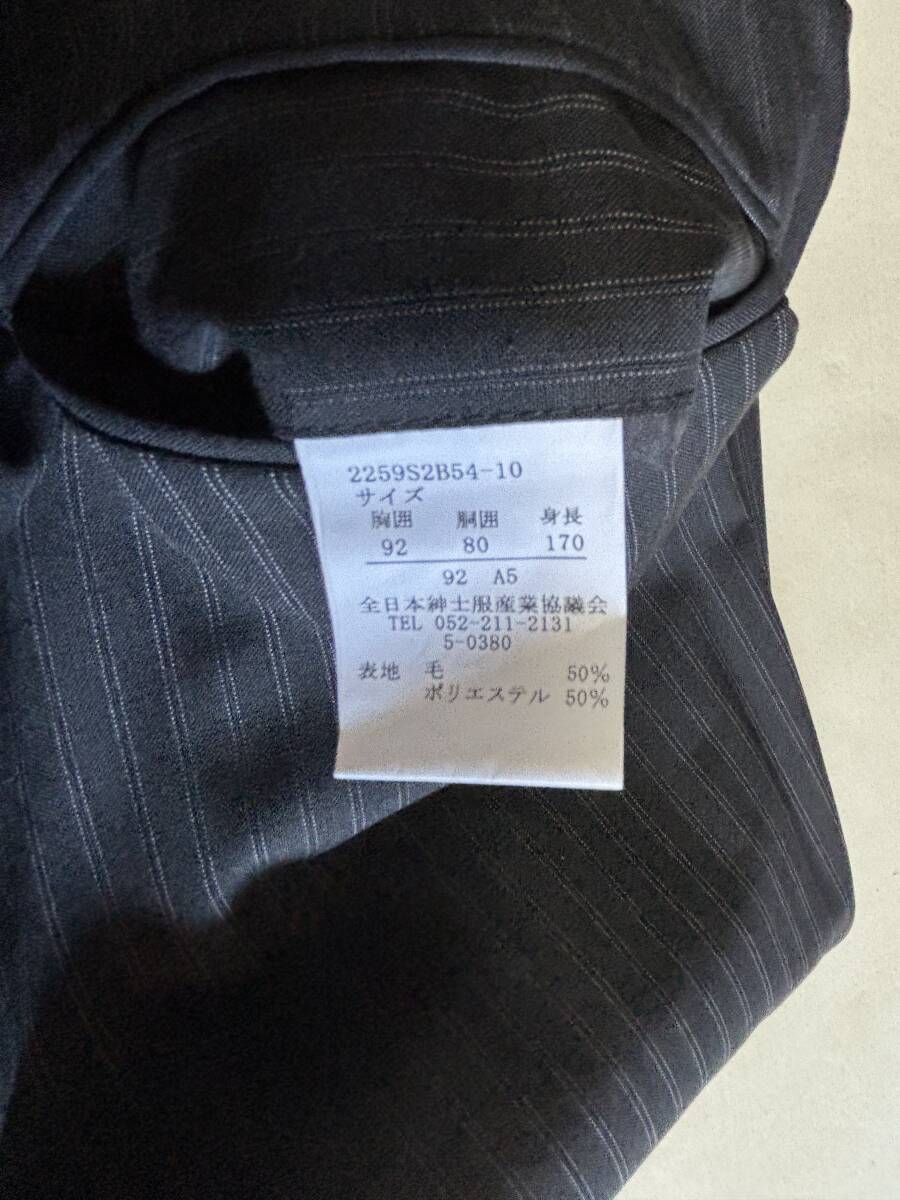 2259S2B54-10
サイズ
胸囲 胴囲 身長
92 80 170
92 A5
全日本紳士服産業協議会
TEL 052-211-2131
5-0380
表地 毛 50%
ポリエステル 50%